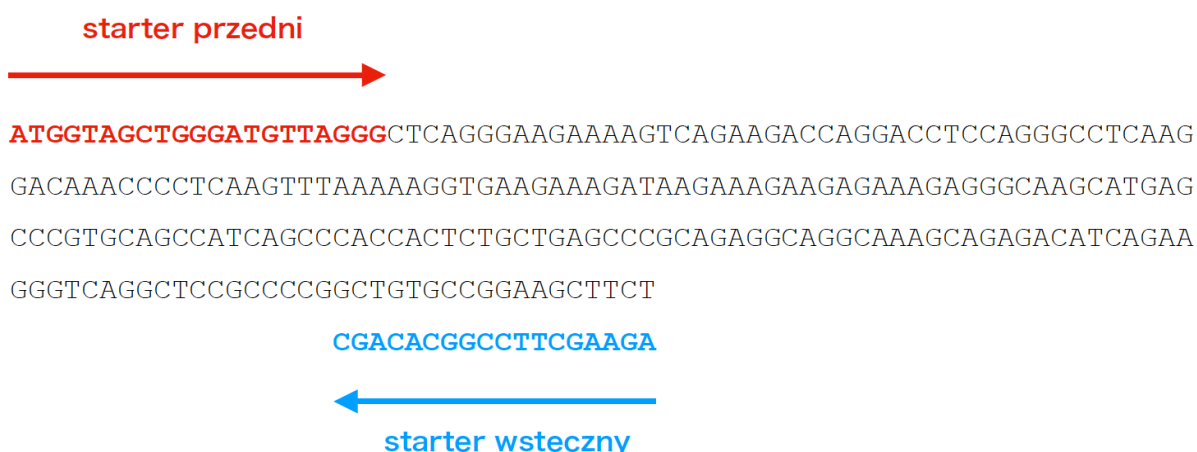 starter przedni
ATGGTAGCTGGGATGTTAGGGCTCAGGGAAGAAAAGTCAGAAGACCAGGACCTCCAGGGCCTCAAG
GACAAACCCCTCAAGTTTAAAAAGGTGAAGAAAGATAAGAAAGAAGAGAAAGAGGGCAAGCATGAG
CCCGTGCAGCCATCAGCCCACCACTCTGCTGAGCCCGCAGAGGCAGGCAAAGCAGAGACATCAGAA
GGGTCAGGCTCCGCCCCGGCTGTGCCGGAAGCTTCT
CGACACGGCCTTCGAAGA
starter wsteczny